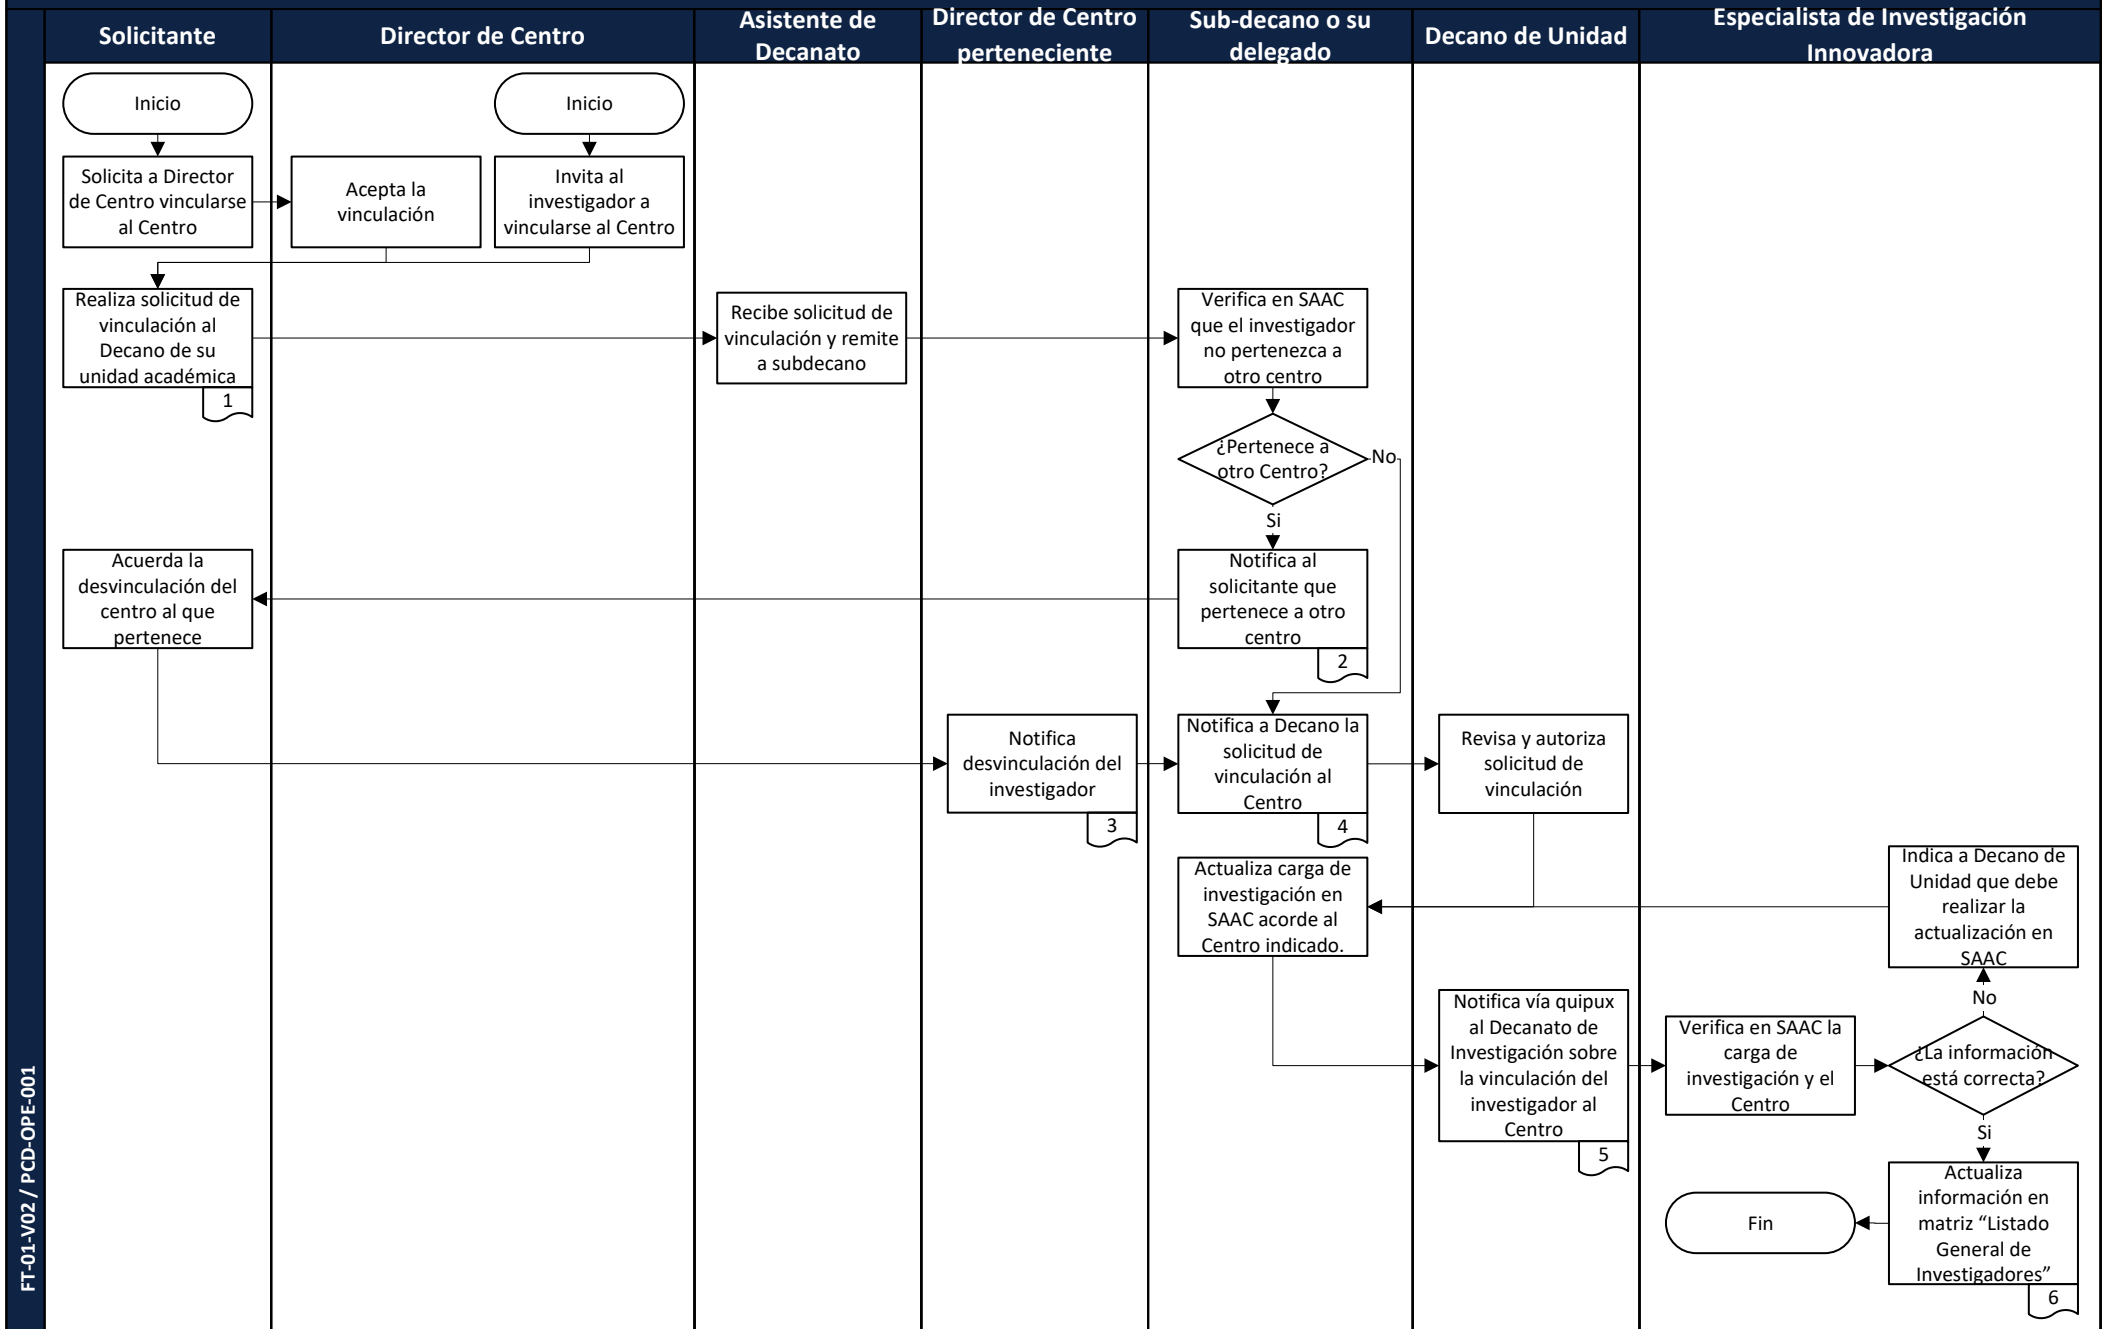 Solicitante
Director de Centro
Asistente de
Decanato
Director de Centro
perteneciente
Sub-decano o su
delegado
Decano de Unidad
Especialista de Investigación
Innovadora
Inicio
Inicio
Solicita a Director
de Centro vincularse
al Centro
Acepta la
vinculación
Invita al
investigador a
vincularse al Centro
Realiza solicitud de
vinculación al
Decano de su
unidad académica
1
Recibe solicitud de
vinculación y remite
a subdecano
Verifica en SAAC
que el investigador
no pertenezca a
otro centro
¿Pertenece a
otro Centro?
No
Si
Acuerda la
desvinculación del
centro al que
pertenece
Notifica al
solicitante que
pertenece a otro
centro
2
Notifica
desvinculación del
investigador
3
Notifica a Decano la
solicitud de
vinculación al
Centro
4
Revisa y autoriza
solicitud de
vinculación
Actualiza carga de
investigación en
SAAC acorde al
Centro indicado.
Indica a Decano de
Unidad que debe
realizar la
actualización en
SAAC
No
Notifica vía quipux
al Decanato de
Investigación sobre
la vinculación del
investigador al
Centro
5
Verifica en SAAC la
carga de
investigación y el
Centro
¿La información
está correcta?
Si
Actualiza
información en
matriz “Listado
General de
Investigadores”
6
Fin
FT-01-V02 / PCD-OPE-001